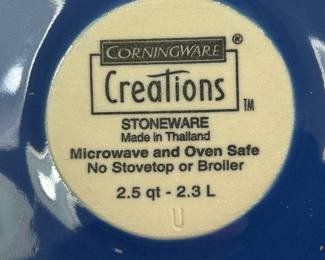 CORNINGWARE ®
Creations ™
STONEWARE
Made in Thailand
Microwave and Oven Safe
No Stovetop or Broiler
2.5 qt - 2.3 L
U